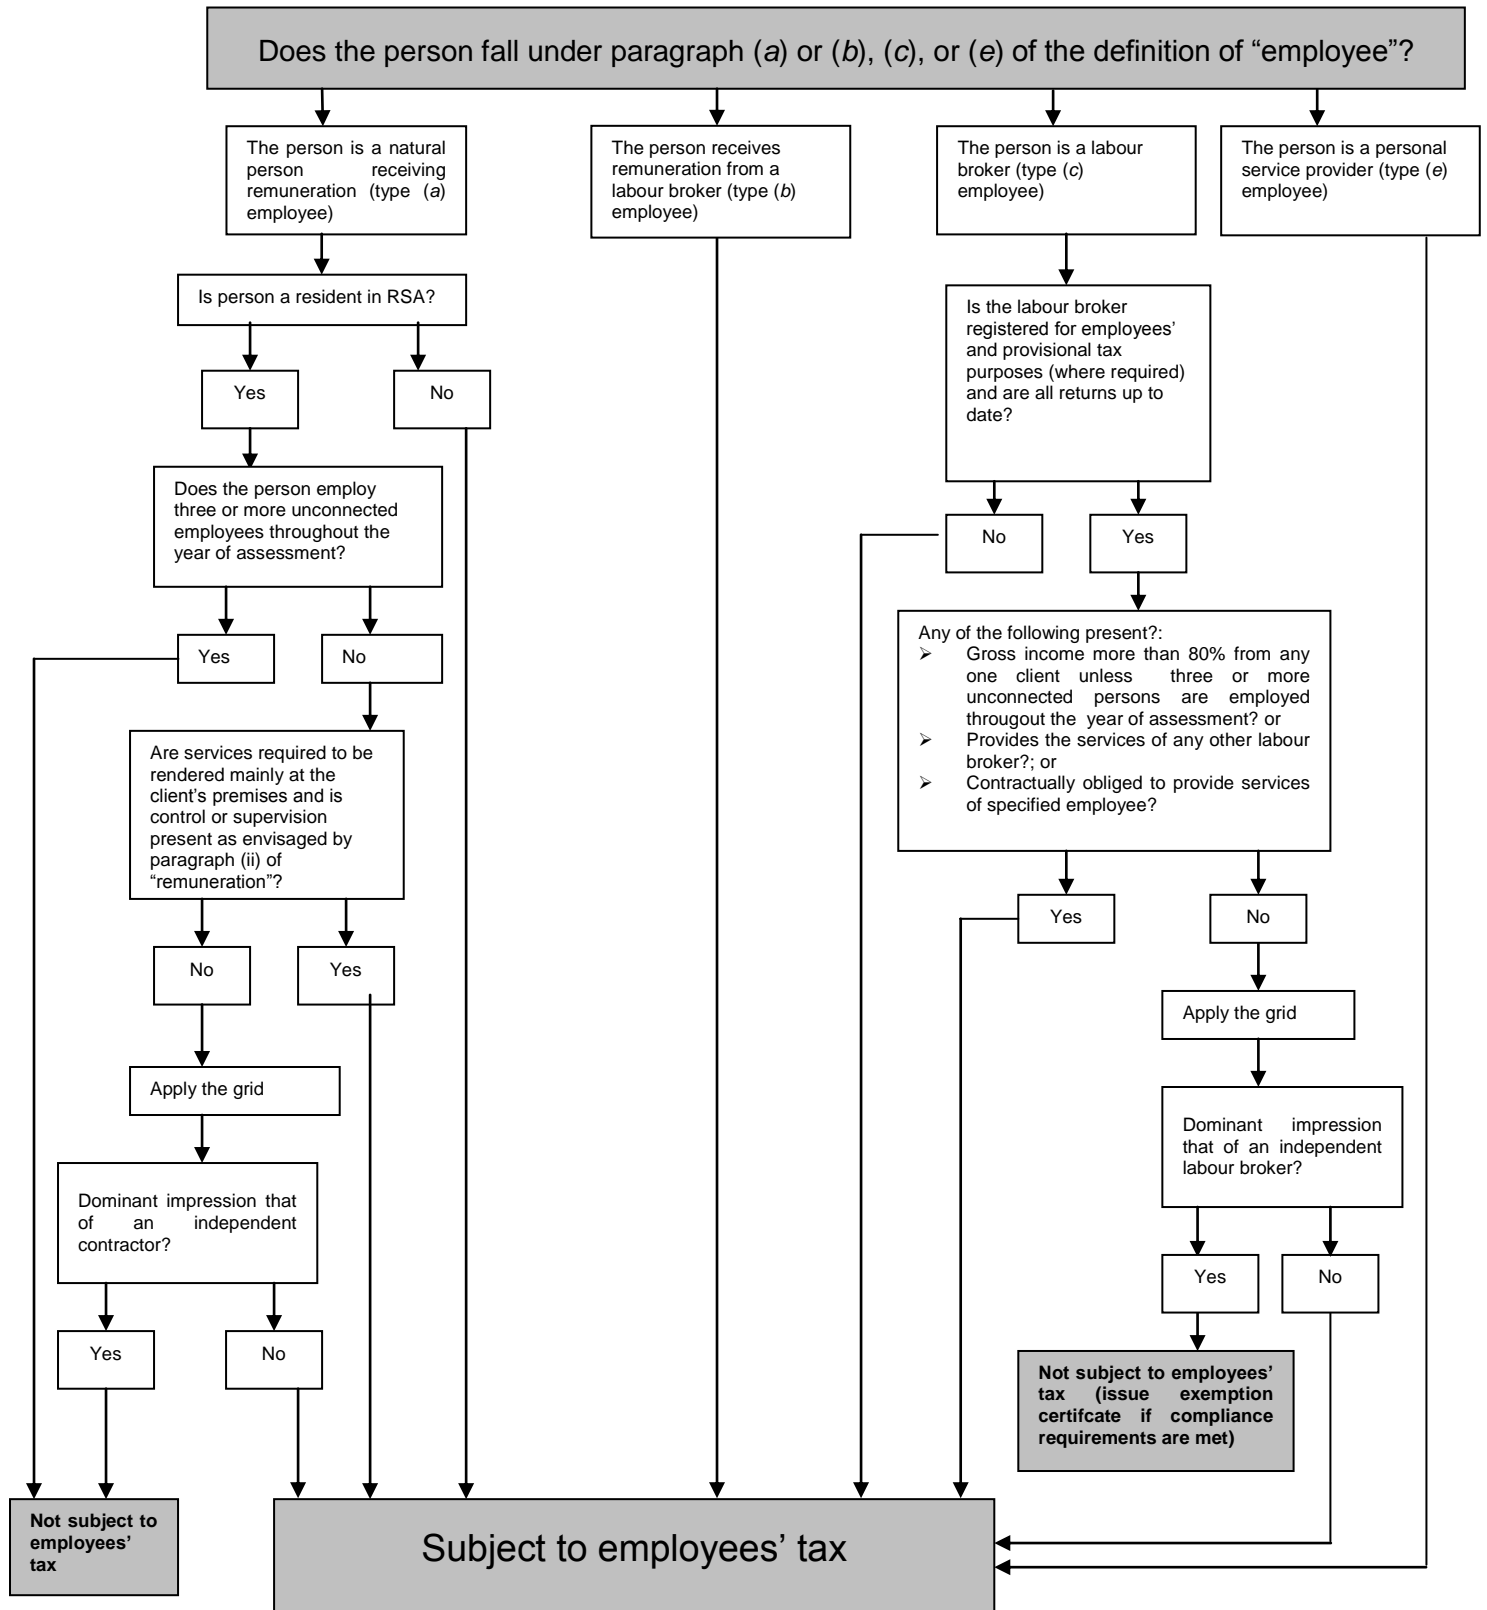 Does the person fall under paragraph (a) or (b), (c), or (e) of the definition of “employee”?
The person is a natural
person receiving
remuneration (type (a)
employee)
The person receives
remuneration from a
labour broker (type (b)
employee)
The person is a labour
broker (type (c)
employee)
The person is a personal
service provider (type (e)
employee)
Is person a resident in RSA?
Yes
No
Does the person employ
three or more unconnected
employees throughout the
year of assessment?
Yes
No
Are services required to be
rendered mainly at the
client’s premises and is
control or supervision
present as envisaged by
paragraph (ii) of
“remuneration”?
No
Yes
Apply the grid
Dominant impression that
of an independent
contractor?
Yes
No
Not subject to
employees’
tax
Is the labour broker
registered for employees’
and provisional tax
purposes (where required)
and are all returns up to
date?
No
Yes
Any of the following present?:
➢ Gross income more than 80% from any
one client unless three or more
unconnected persons are employed
througout the year of assessment? or
➢ Provides the services of any other labour
broker?; or
➢ Contractually obliged to provide services
of specified employee?
Yes
No
Apply the grid
Dominant impression
that of an independent
labour broker?
Yes
No
Not subject to employees’
tax (issue exemption
certifcate if compliance
requirements are met)
Subject to employees’ tax